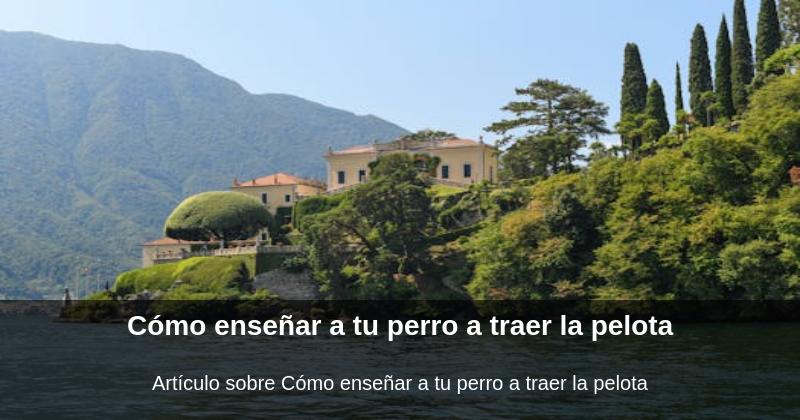 Cómo enseñar a tu perro a traer la pelota
Artículo sobre Cómo enseñar a tu perro a traer la pelota